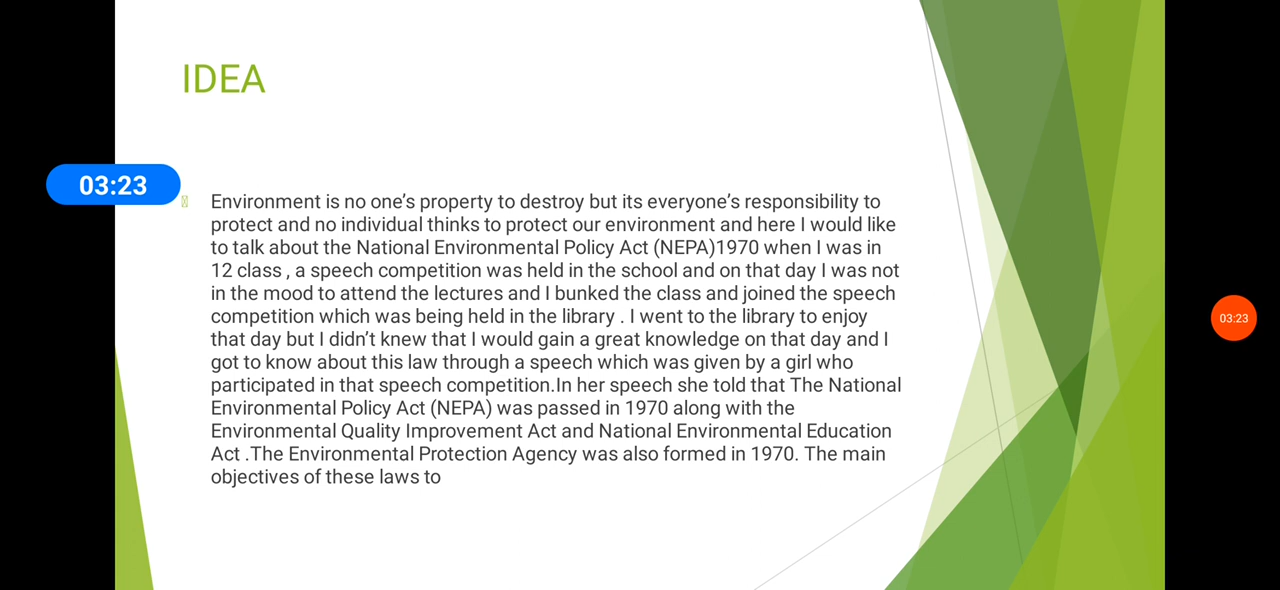 IDEA
03:23
Environment is no one’s property to destroy but its everyone’s responsibility to
protect and no individual thinks to protect our environment and here I would like
to talk about the National Environmental Policy Act (NEPA)1970 when I was in
12 class , a speech competition was held in the school and on that day I was not
in the mood to attend the lectures and I bunked the class and joined the speech
competition which was being held in the library . I went to the library to enjoy
that day but I didn’t knew that I would gain a great knowledge on that day and I
got to know about this law through a speech which was given by a girl who
participated in that speech competition.In her speech she told that The National
Environmental Policy Act (NEPA) was passed in 1970 along with the
Environmental Quality Improvement Act and National Environmental Education
Act .The Environmental Protection Agency was also formed in 1970. The main
objectives of these laws to
03:23